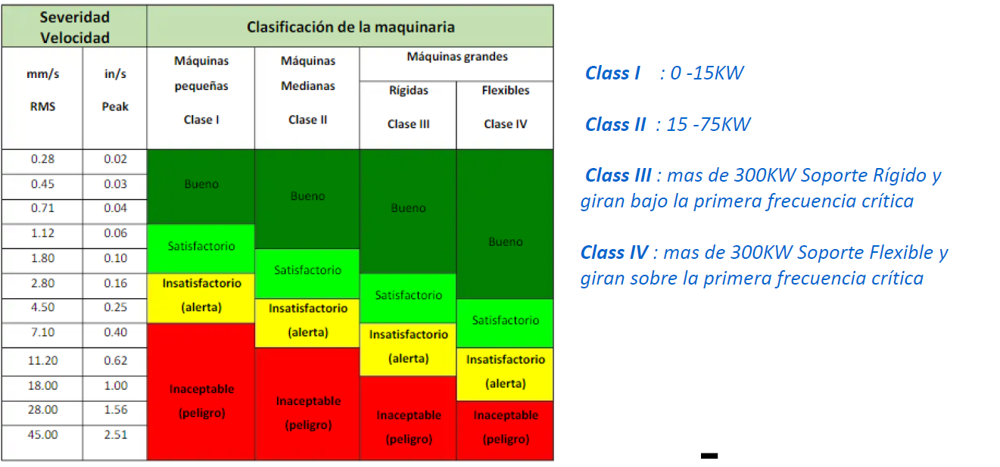 Severidad
Velocidad
Clasificación de la maquinaria
mm/s
RMS
in/s
Peak
Máquinas
pequeñas
Clase I
Máquinas
Medianas
Clase II
Máquinas grandes
Rígidas
Clase III
Flexibles
Clase IV
0.28 0.02
0.45 0.03
0.71 0.04
1.12 0.06
1.80 0.10
2.80 0.16
4.50 0.25
7.10 0.40
11.20 0.62
18.00 1.00
28.00 1.56
45.00 2.51
Bueno
Satisfactorio
Insatisfactorio
(alerta)
Inaceptable
(peligro)
Bueno
Satisfactorio
Insatisfactorio
(alerta)
Inaceptable
(peligro)
Bueno
Satisfactorio
Insatisfactorio
(alerta)
Inaceptable
(peligro)
Bueno
Satisfactorio
Insatisfactorio
(alerta)
Inaceptable
(peligro)
Class I : 0 -15KW
Class II : 15 -75KW
Class III : mas de 300KW Soporte Rígido y
giran bajo la primera frecuencia crítica
Class IV : mas de 300KW Soporte Flexible y
giran sobre la primera frecuencia crítica
-